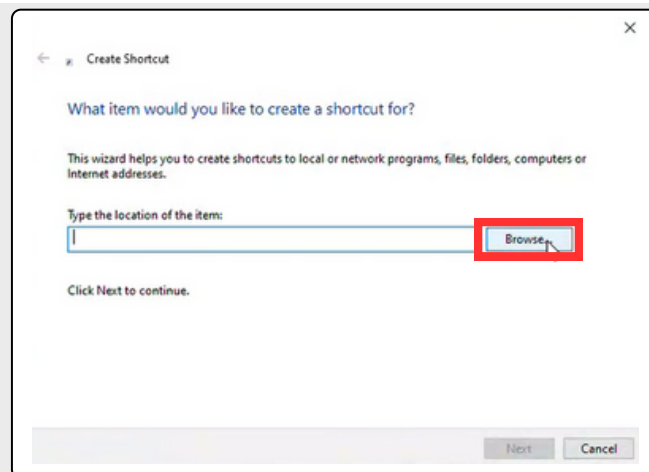 Create Shortcut
What item would you like to create a shortcut for?
This wizard helps you to create shortcuts to local or network programs, files, folders, computers or
Internet addresses.
Type the location of the item:
Browse...
Click Next to continue.
Next Cancel